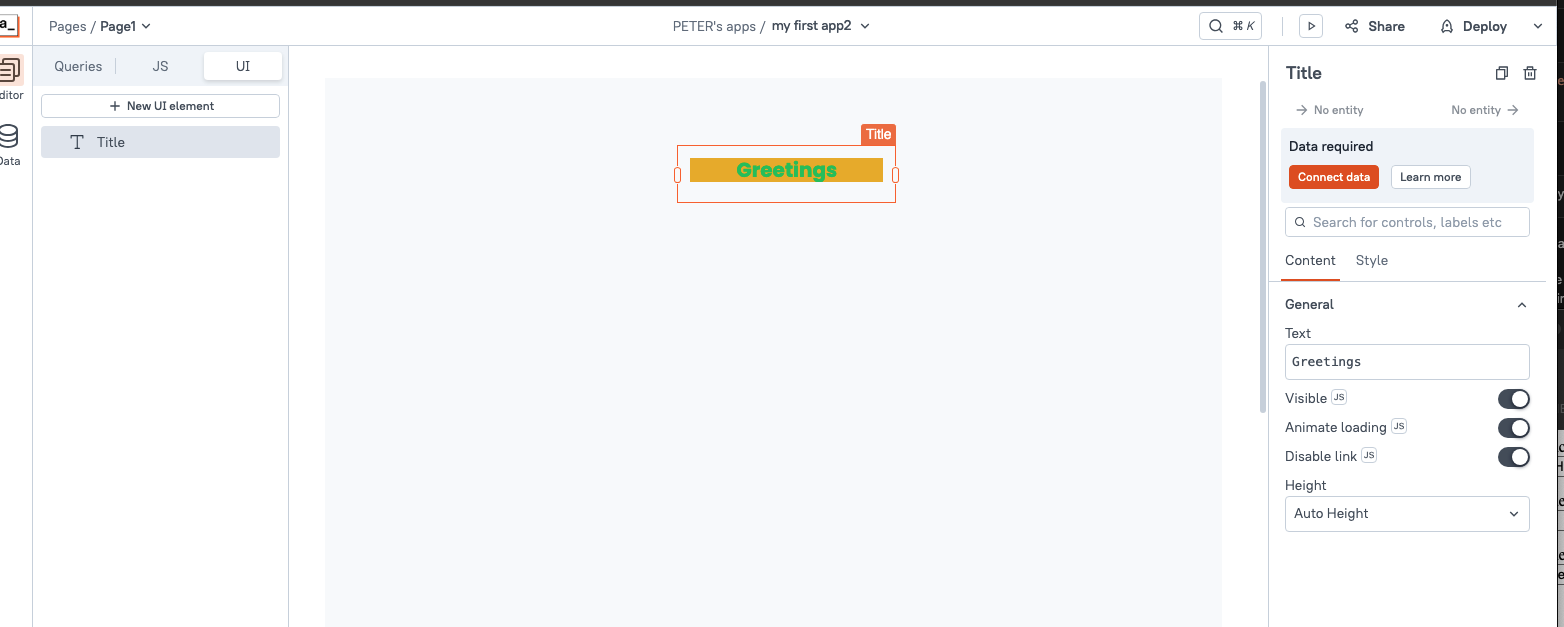 a_
Pages / Page1
PETER's apps / my first app2
⌘ K
Share
Deploy
ditor
Data
Queries
JS
UI
+ New UI element
Title
Title
Greetings
Title
No entity
No entity
Data required
Connect data
Learn more
Search for controls, labels etc
Content
Style
General
Text
Greetings
Visible JS
Animate loading JS
Disable link JS
Height
Auto Height